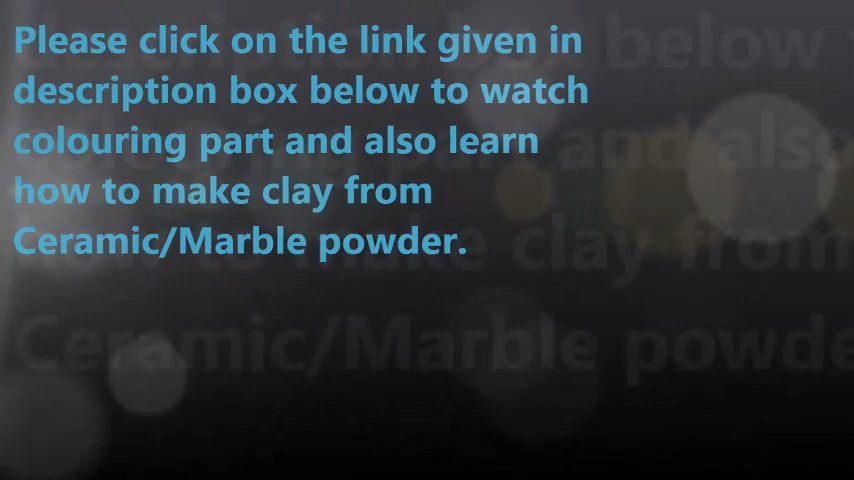 Please click on the link given in
description box below to watch
colouring part and also learn
how to make clay from
Ceramic/Marble powder.